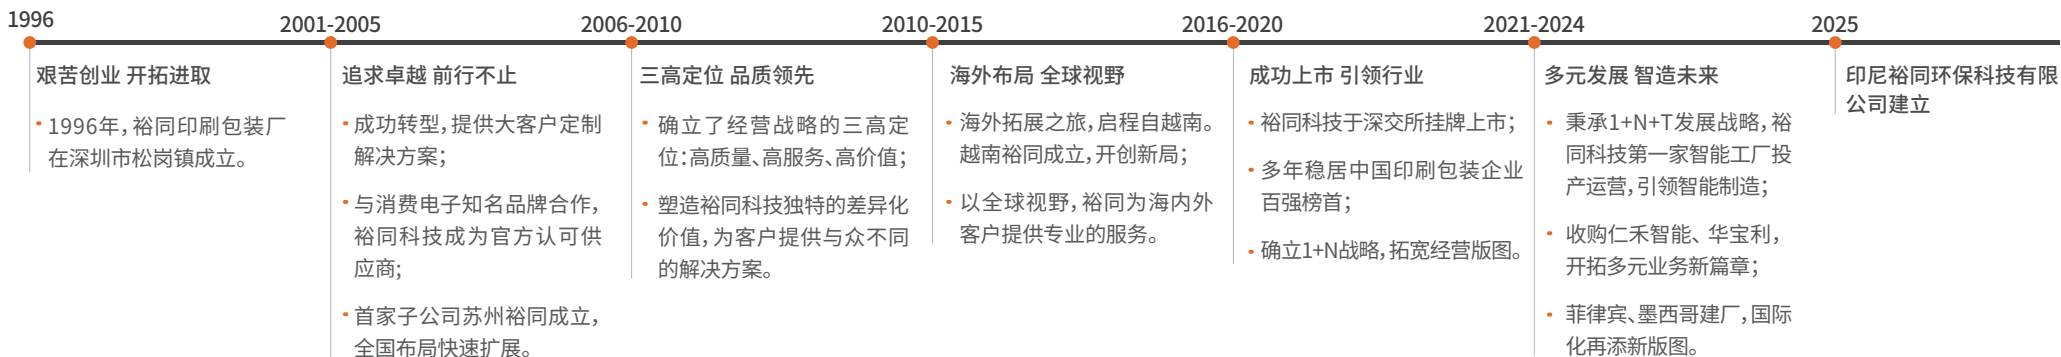 1996
艰苦创业 开拓进取
1996年，裕同印刷包装厂
在深圳市松岗镇成立。
2001-2005
追求卓越 前行不止
成功转型，提供大客户定制
解决方案；
与消费电子知名品牌合作，
裕同科技成为官方认可供
应商；
首家子公司苏州裕同成立，
全国布局快速扩展。
2006-2010
三高定位 品质领先
确立了经营战略的三高定
位：高质量、高服务、高价值；
塑造裕同科技独特的差异化
价值，为客户提供与众不同
的解决方案。
2010-2015
海外布局 全球视野
海外拓展之旅，启程自越南。
越南裕同成立，开创新局；
以全球视野，裕同为海内外
客户提供专业的服务。
2016-2020
成功上市 引领行业
裕同科技于深交所挂牌上市；
多年稳居中国印刷包装企业
百强榜首；
确立1+N战略，拓宽经营版图。
2021-2024
多元发展 智造未来
秉承1+N+T发展战略，裕
同科技第一家智能工厂投
产运营，引领智能制造；
收购仁禾智能、华宝利，
开拓多元业务新篇章；
菲律宾、墨西哥建厂，国际
化再添新版图。
2025
印尼裕同环保科技有限
公司建立